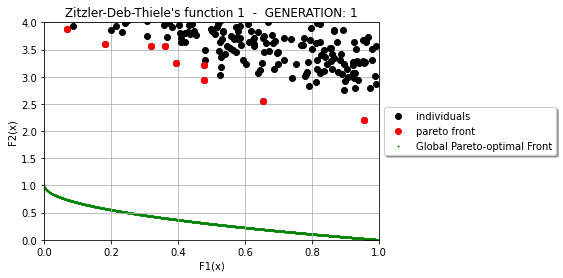 Zitzler-Deb-Thiele's function 1 - GENERATION: 1
4.0
3.5
3.0
2.5
2.0
1.5
1.0
0.5
0.0
F2(x)
0.0 0.2 0.4 0.6 0.8 1.0
F1(x)
individuals
pareto front
Global Pareto-optimal Front